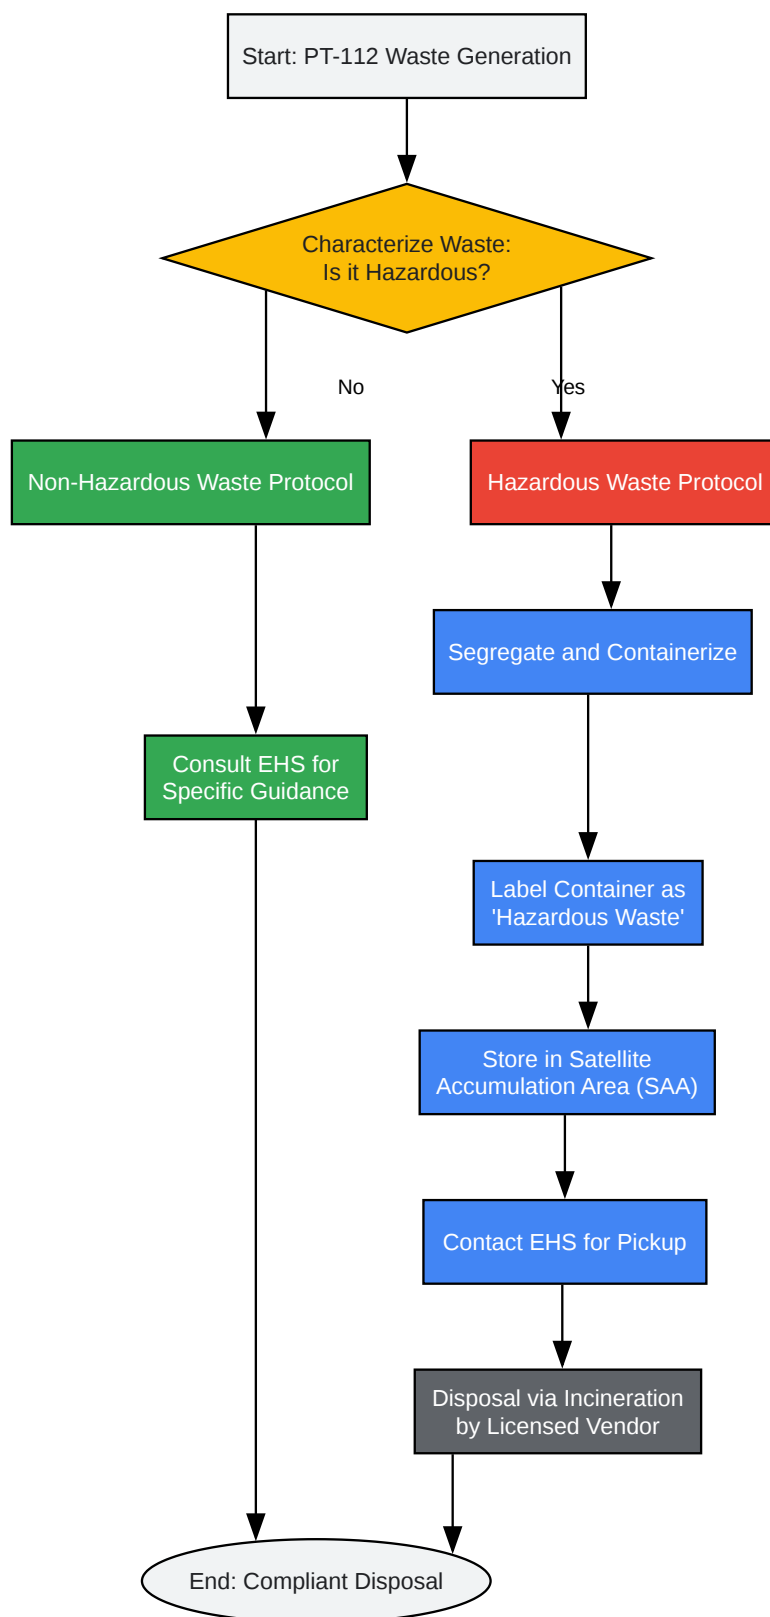 Start: PT-112 Waste Generation
Characterize Waste:
Is it Hazardous?
No
Yes
Non-Hazardous Waste Protocol
Hazardous Waste Protocol
Segregate and Containerize
Consult EHS for
Specific Guidance
Label Container as
'Hazardous Waste'
Store in Satellite
Accumulation Area (SAA)
Contact EHS for Pickup
Disposal via Incineration
by Licensed Vendor
End: Compliant Disposal